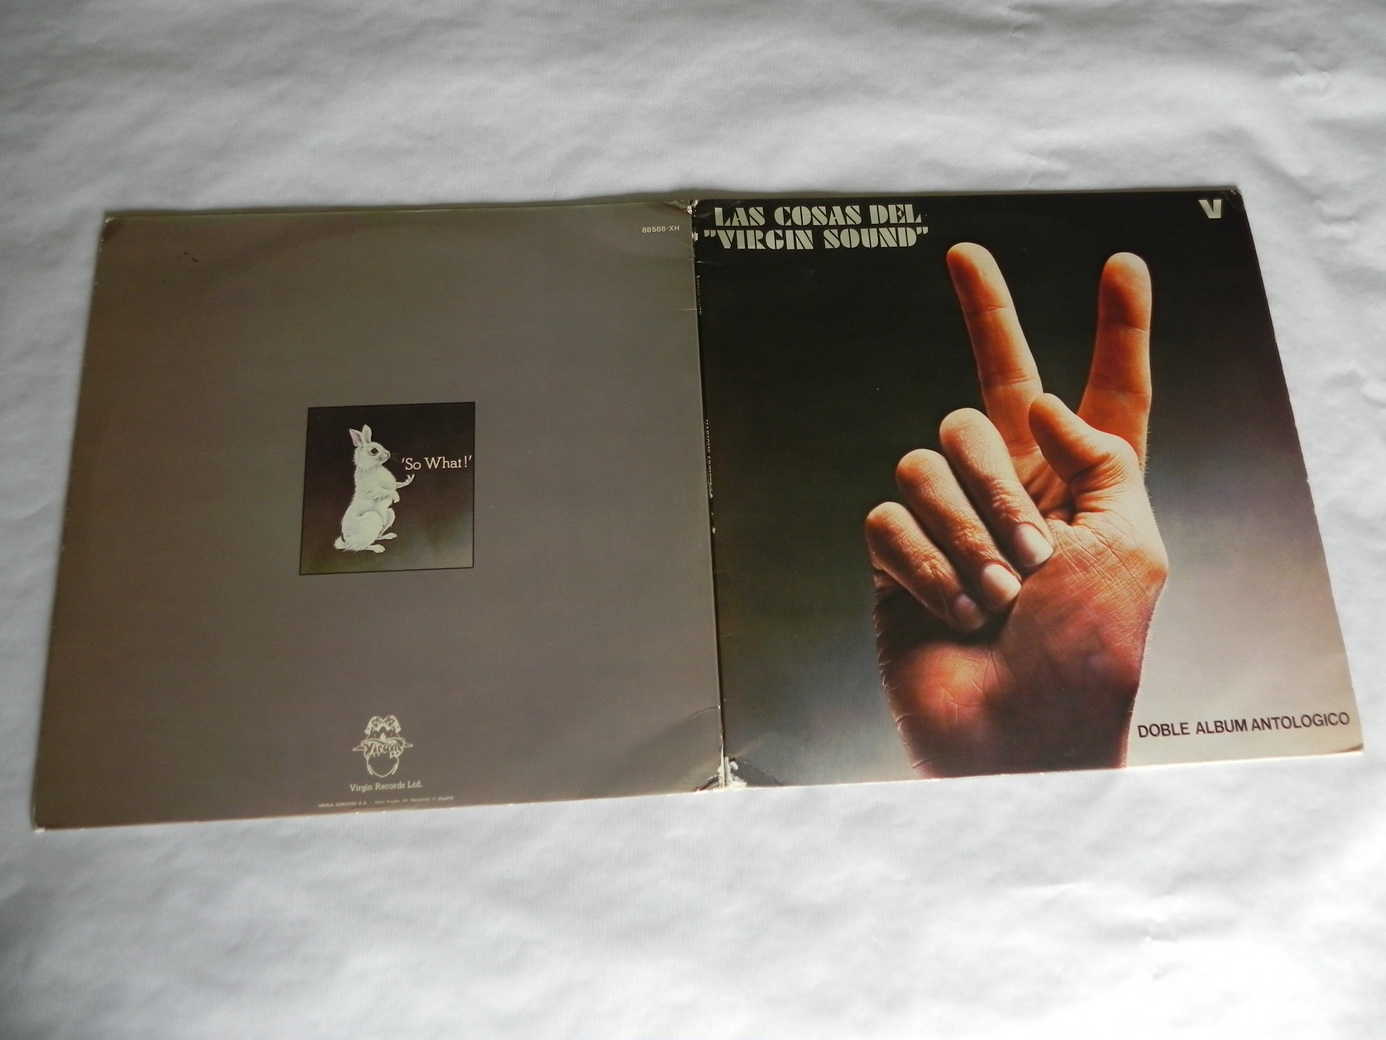 88588-XH
'So What!'
Virgin
Virgin Records Ltd.
LAS COSAS DEL
"VIRGIN SOUND"
V
DOBLE ALBUM ANTOLOGICO